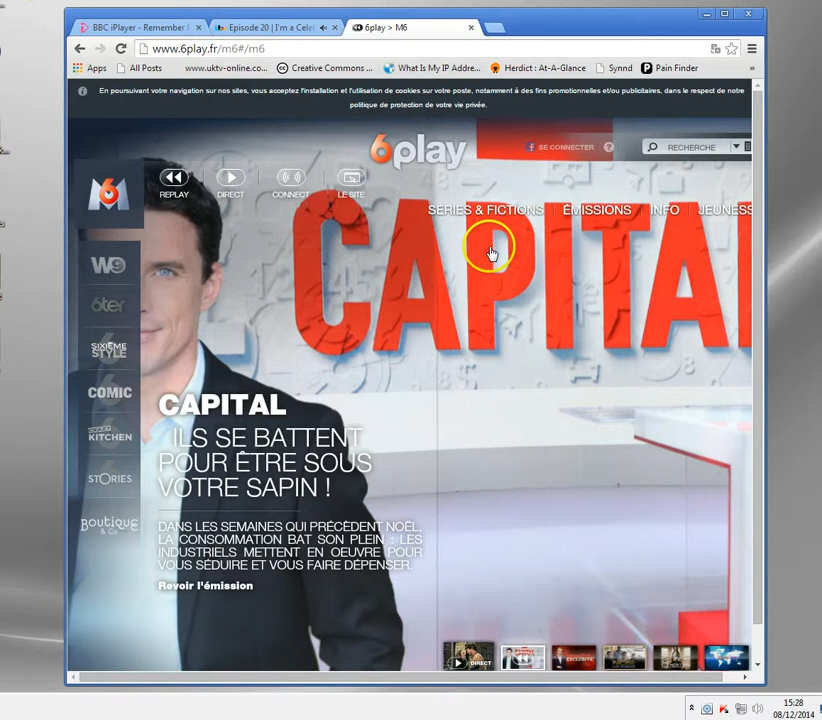 BBC iPlayer - Remember M
Episode 20 | I'm a Celeb
6play > M6
www.6play.fr/m6#/m6
Apps
All Posts
www.uktv-online.co...
Creative Commons ...
What Is My IP Addre...
Herdict : At-A-Glance
Synnd
Pain Finder
En poursuivant votre navigation sur nos sites, vous acceptez l'installation et l'utilisation de cookies sur votre poste, notamment à des fins promotionnelles et/ou publicitaires, dans le respect de notre
politique de protection de votre vie privée.
6play
SE CONNECTER
?
RECHERCHE
M6
REPLAY
DIRECT
CONNECT
LE SITE
SÉRIES & FICTIONS
ÉMISSIONS
INFO
JEUNESS
CAPITAL
W9
6ter
SIXIÈME
STYLE
COMIC
KITCHEN
STORIES
BOUTIQUE
& Co
CAPITAL
ILS SE BATTENT
POUR ÊTRE SOUS
VOTRE SAPIN !
DANS LES SEMAINES QUI PRÉCÈDENT NOËL,
LA CONSOMMATION BAT SON PLEIN : LES
INDUSTRIELS METTENT EN OEUVRE POUR
VOUS SÉDUIRE ET VOUS FAIRE DÉPENSER.
Revoir l'émission
DIRECT
EXCLUSIVE
15:28
08/12/2014